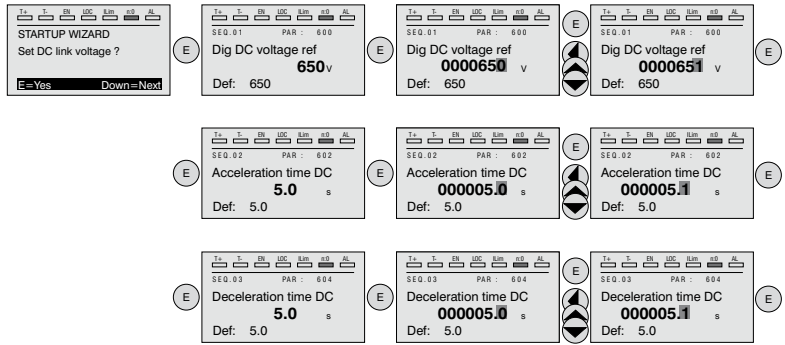 T+ T- EN LOC ILim n:0 AL
STARTUP WIZARD
Set DC link voltage ?
E=Yes Down=Next
E
T+ T- EN LOC ILim n:0 AL
SEQ.01 PAR : 600
Dig DC voltage ref
650 V
Def: 650
E
T+ T- EN LOC ILim n:0 AL
SEQ.01 PAR : 600
Dig DC voltage ref
0000650 V
Def: 650
E
T+ T- EN LOC ILim n:0 AL
SEQ.01 PAR : 600
Dig DC voltage ref
0000651 V
Def: 650
E
T+ T- EN LOC ILim n:0 AL
SEQ.02 PAR : 602
Acceleration time DC
5.0 s
Def: 5.0
E
E
T+ T- EN LOC ILim n:0 AL
SEQ.02 PAR : 602
Acceleration time DC
000005.0 s
Def: 5.0
E
T+ T- EN LOC ILim n:0 AL
SEQ.02 PAR : 602
Acceleration time DC
000005.1 s
Def: 5.0
E
E
T+ T- EN LOC ILim n:0 AL
SEQ.03 PAR : 604
Deceleration time DC
5.0 s
Def: 5.0
E
T+ T- EN LOC ILim n:0 AL
SEQ.03 PAR : 604
Deceleration time DC
000005.0 s
Def: 5.0
E
T+ T- EN LOC ILim n:0 AL
SEQ.03 PAR : 604
Deceleration time DC
000005.1 s
Def: 5.0
E